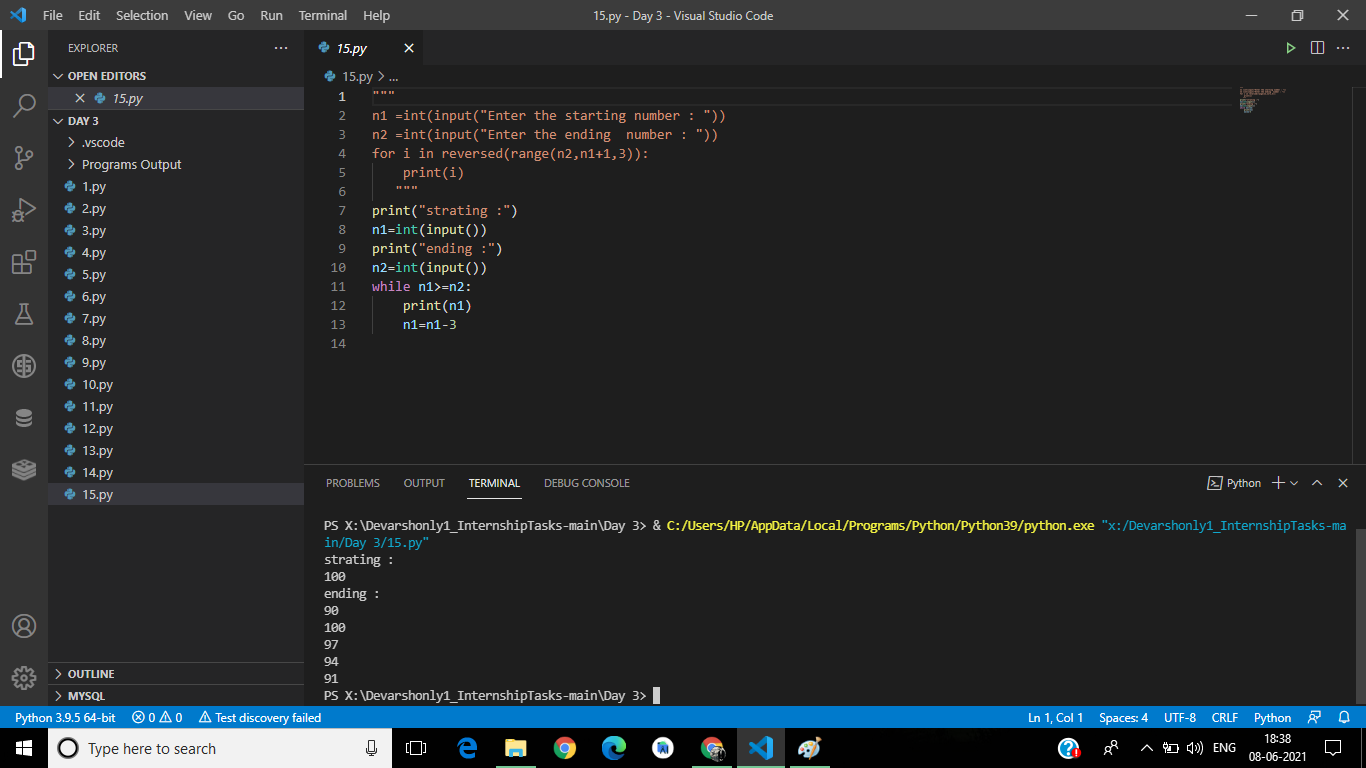 File Edit Selection View Go Run Terminal Help 15.py - Day 3 - Visual Studio Code
EXPLORER
OPEN EDITORS
15.py
DAY 3
.vscode
Programs Output
1.py
2.py
3.py
4.py
5.py
6.py
7.py
8.py
9.py
10.py
11.py
12.py
13.py
14.py
15.py
OUTLINE
MYSQL
15.py
15.py > ...
1 """
2 n1 =int(input("Enter the starting number : "))
3 n2 =int(input("Enter the ending  number : "))
4 for i in reversed(range(n2,n1+1,3)):
5     print(i)
6    """
7 print("strating :")
8 n1=int(input())
9 print("ending :")
10 n2=int(input())
11 while n1>=n2:
12     print(n1)
13     n1=n1-3
14
PROBLEMS OUTPUT TERMINAL DEBUG CONSOLE Python
PS X:\Devarshonly1_InternshipTasks-main\Day 3> & C:/Users/HP/AppData/Local/Programs/Python/Python39/python.exe "x:/Devarshonly1_InternshipTasks-ma
in/Day 3/15.py"
strating :
100
ending :
90
100
97
94
91
PS X:\Devarshonly1_InternshipTasks-main\Day 3>
Python 3.9.5 64-bit 0 0 Test discovery failed Ln 1, Col 1 Spaces: 4 UTF-8 CRLF Python
Type here to search ENG 18:38
08-06-2021